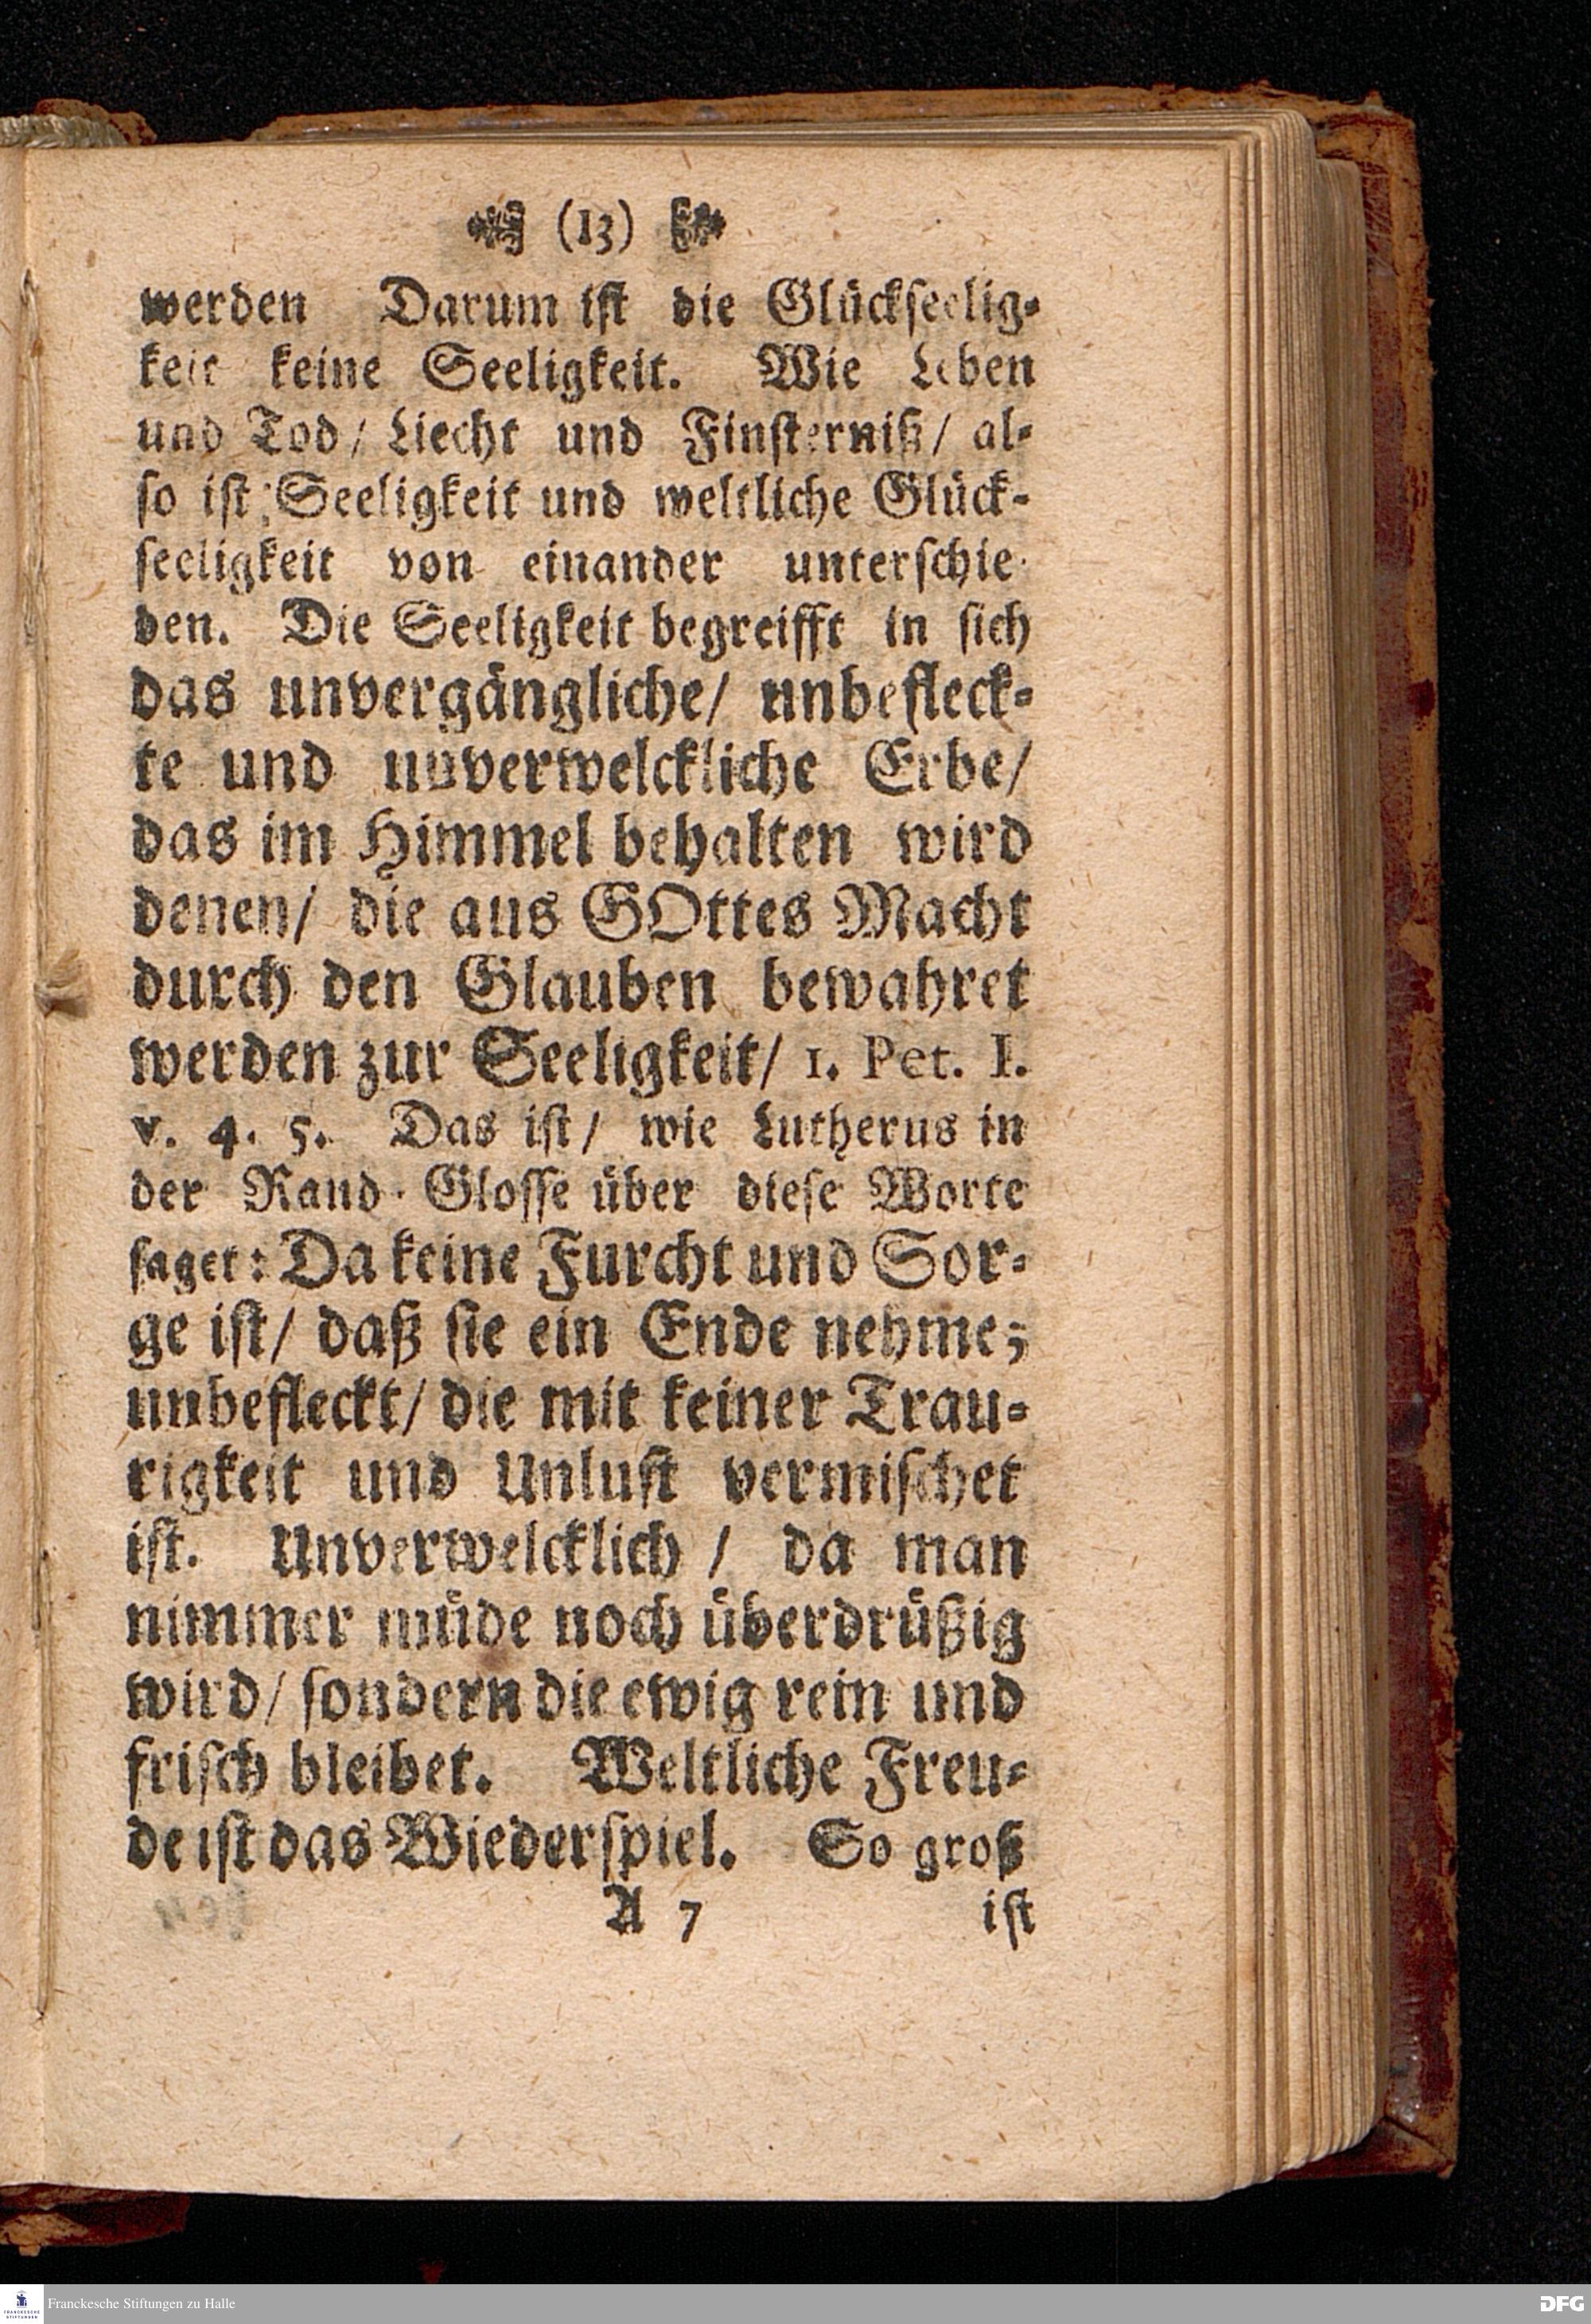 (13)
werden Darum ist die Glückseelig-
keit keine Seeligkeit. Wie Leben
und Tod/ Liecht und Finsterniß/ al-
so ist Seeligkeit und weltliche Glück-
seeligkeit von einander unterschie-
den. Die Seeligkeit begreifft in sich
das unvergängliche/ unbefleck-
te und unverwelckliche Erbe/
das im Himmel behalten wird
denen/ die aus GOttes Macht
durch den Glauben bewahret
werden zur Seeligkeit/ 1. Pet. I.
v. 4. 5. Das ist/ wie Lutherus in
der Rand-Glosse über diese Worte
saget: Da keine Furcht und Sor-
ge ist/ daß sie ein Ende nehme;
unbefleckt/ die mit keiner Trau-
rigkeit und Unlust vermischet
ist. Unverwelcklich / da man
nimmer müde noch überdrüßig
wird/ sondern die ewig rein und
frisch bleibet. Weltliche Freu-
de ist das Wiederspiel. So groß
A 7 ist
FRANCKESCHE STIFTUNGEN
Franckesche Stiftungen zu Halle
DFG